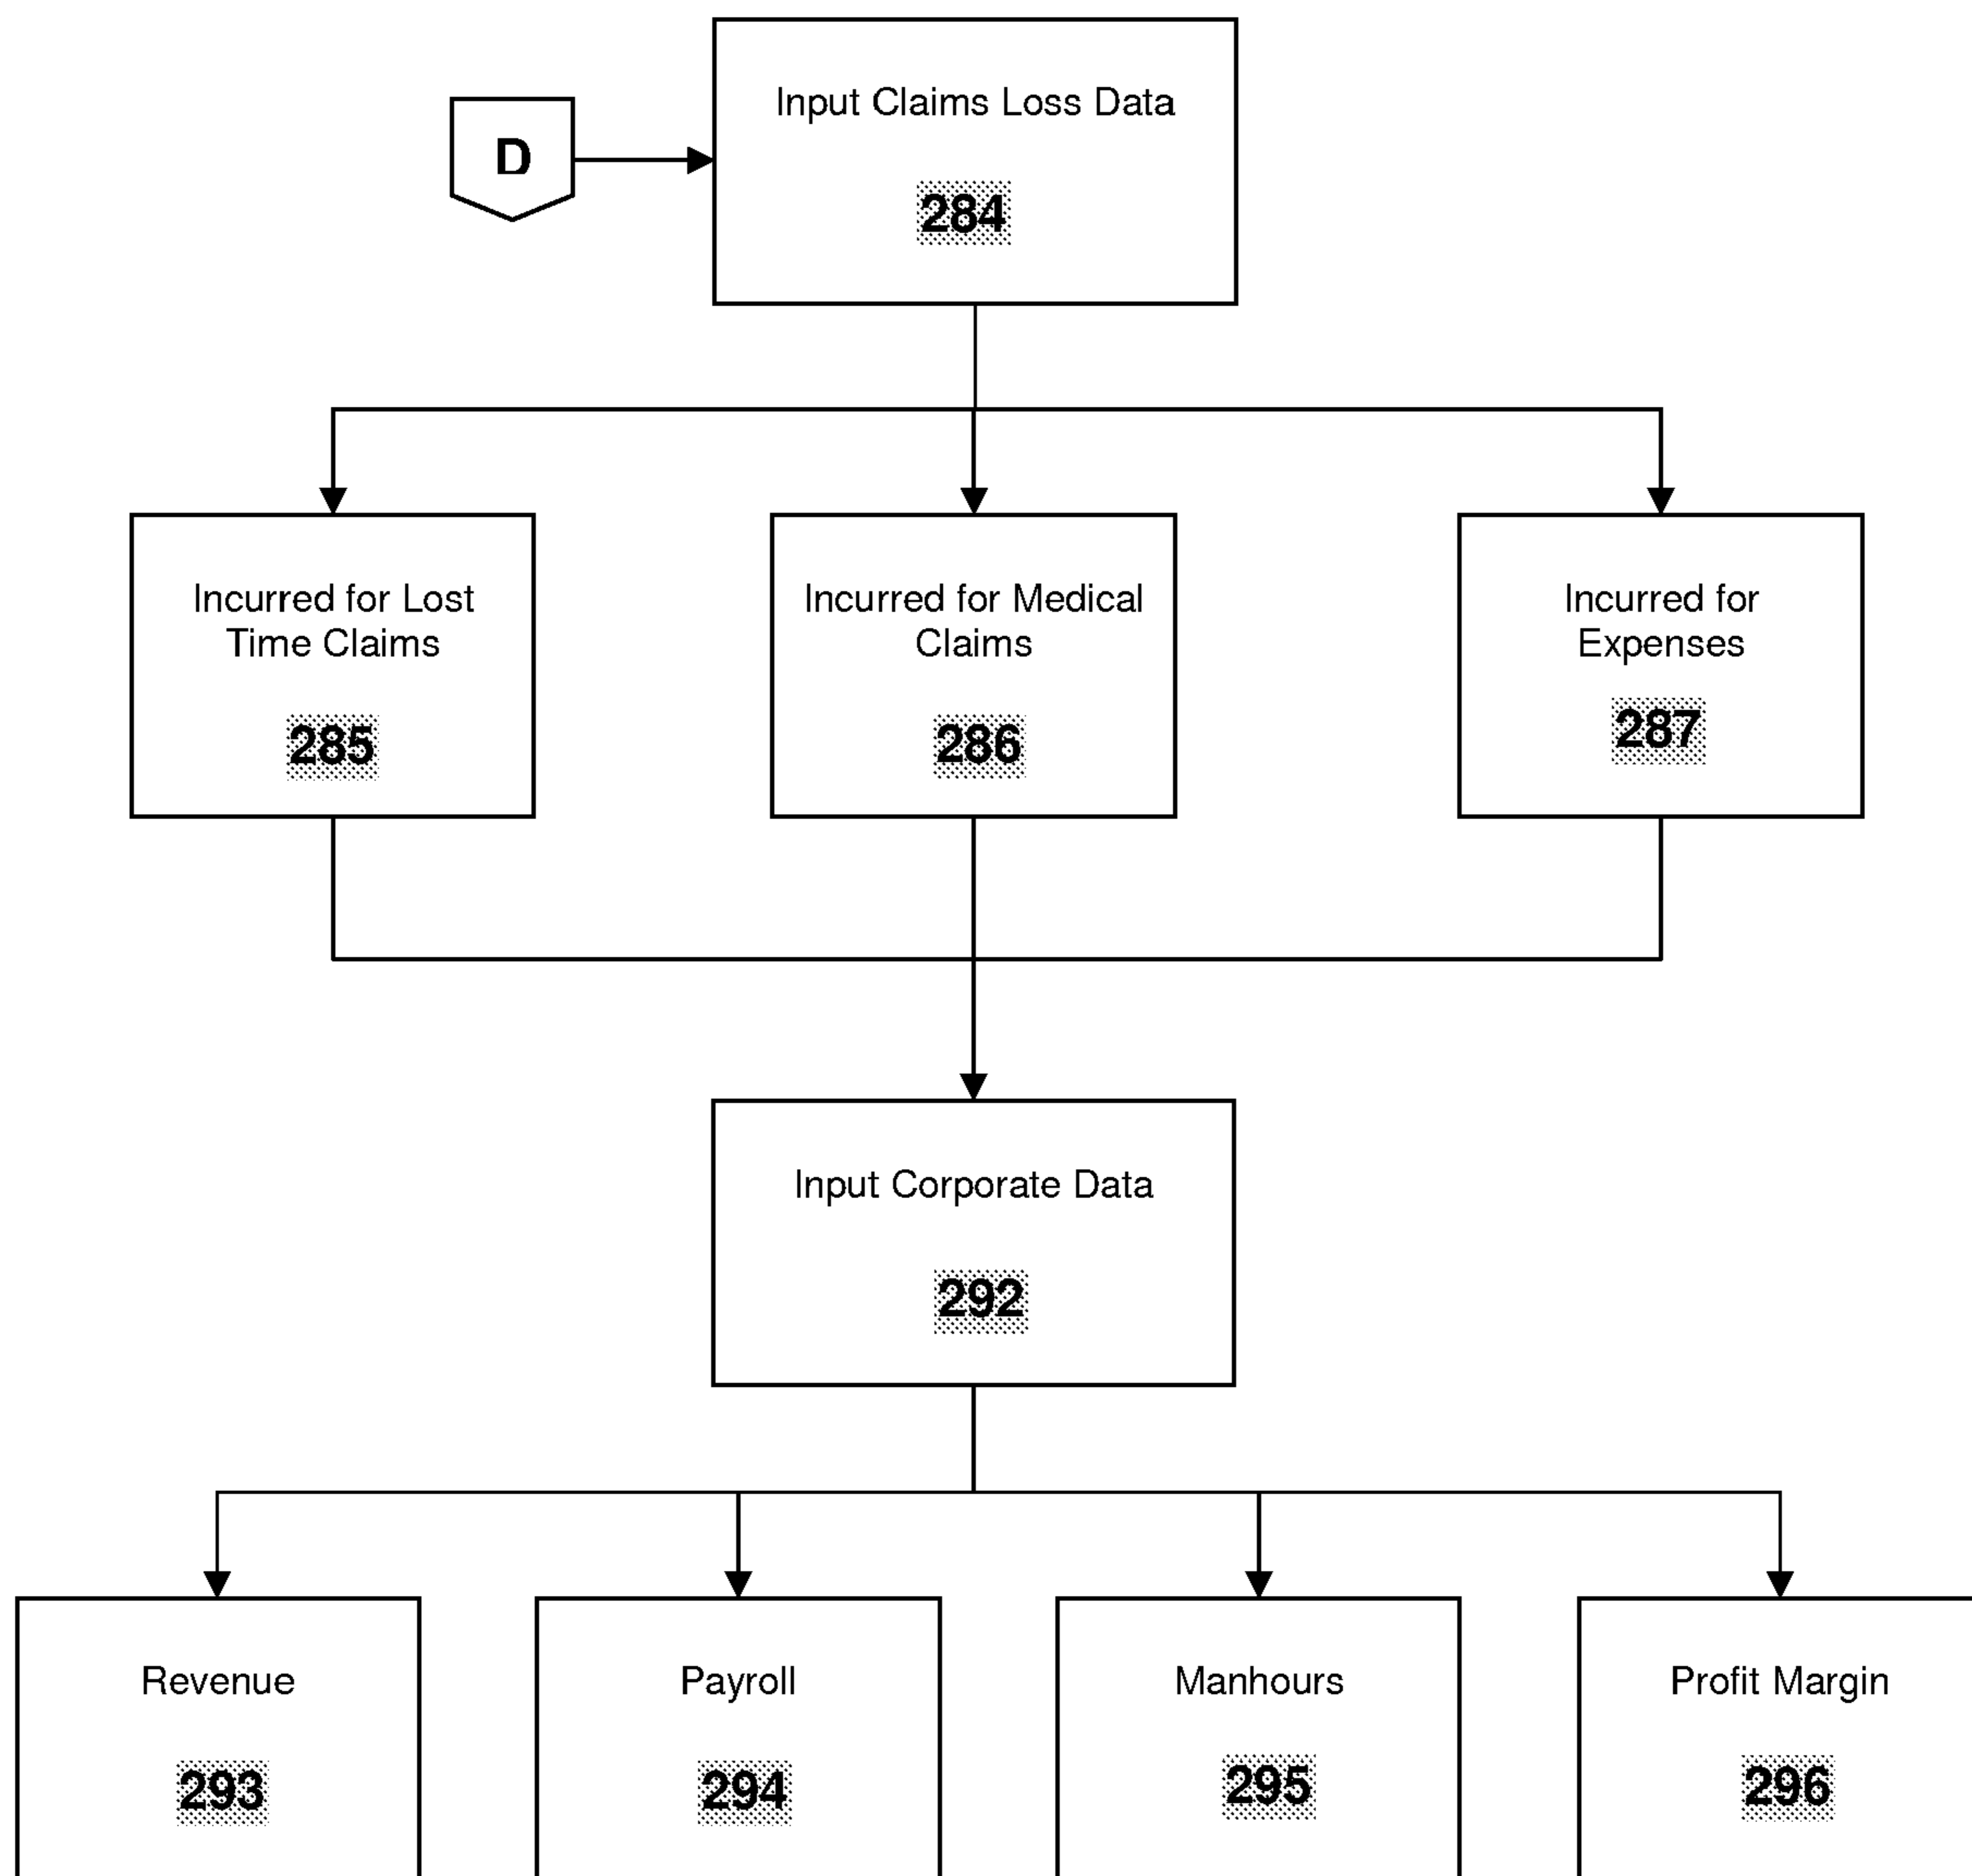 D
Input Claims Loss Data
284
Incurred for Lost
Time Claims
285
Incurred for Medical
Claims
286
Incurred for
Expenses
287
Input Corporate Data
292
Revenue
293
Payroll
294
Manhours
295
Profit Margin
296